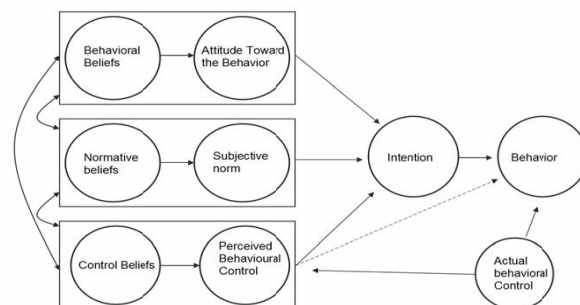 Behavioral
Beliefs
Attitude Toward
the Behavior
Normative
beliefs
Subjective
norm
Intention
Behavior
Control Beliefs
Perceived
Behavioural
Control
Actual
behavioral
Control